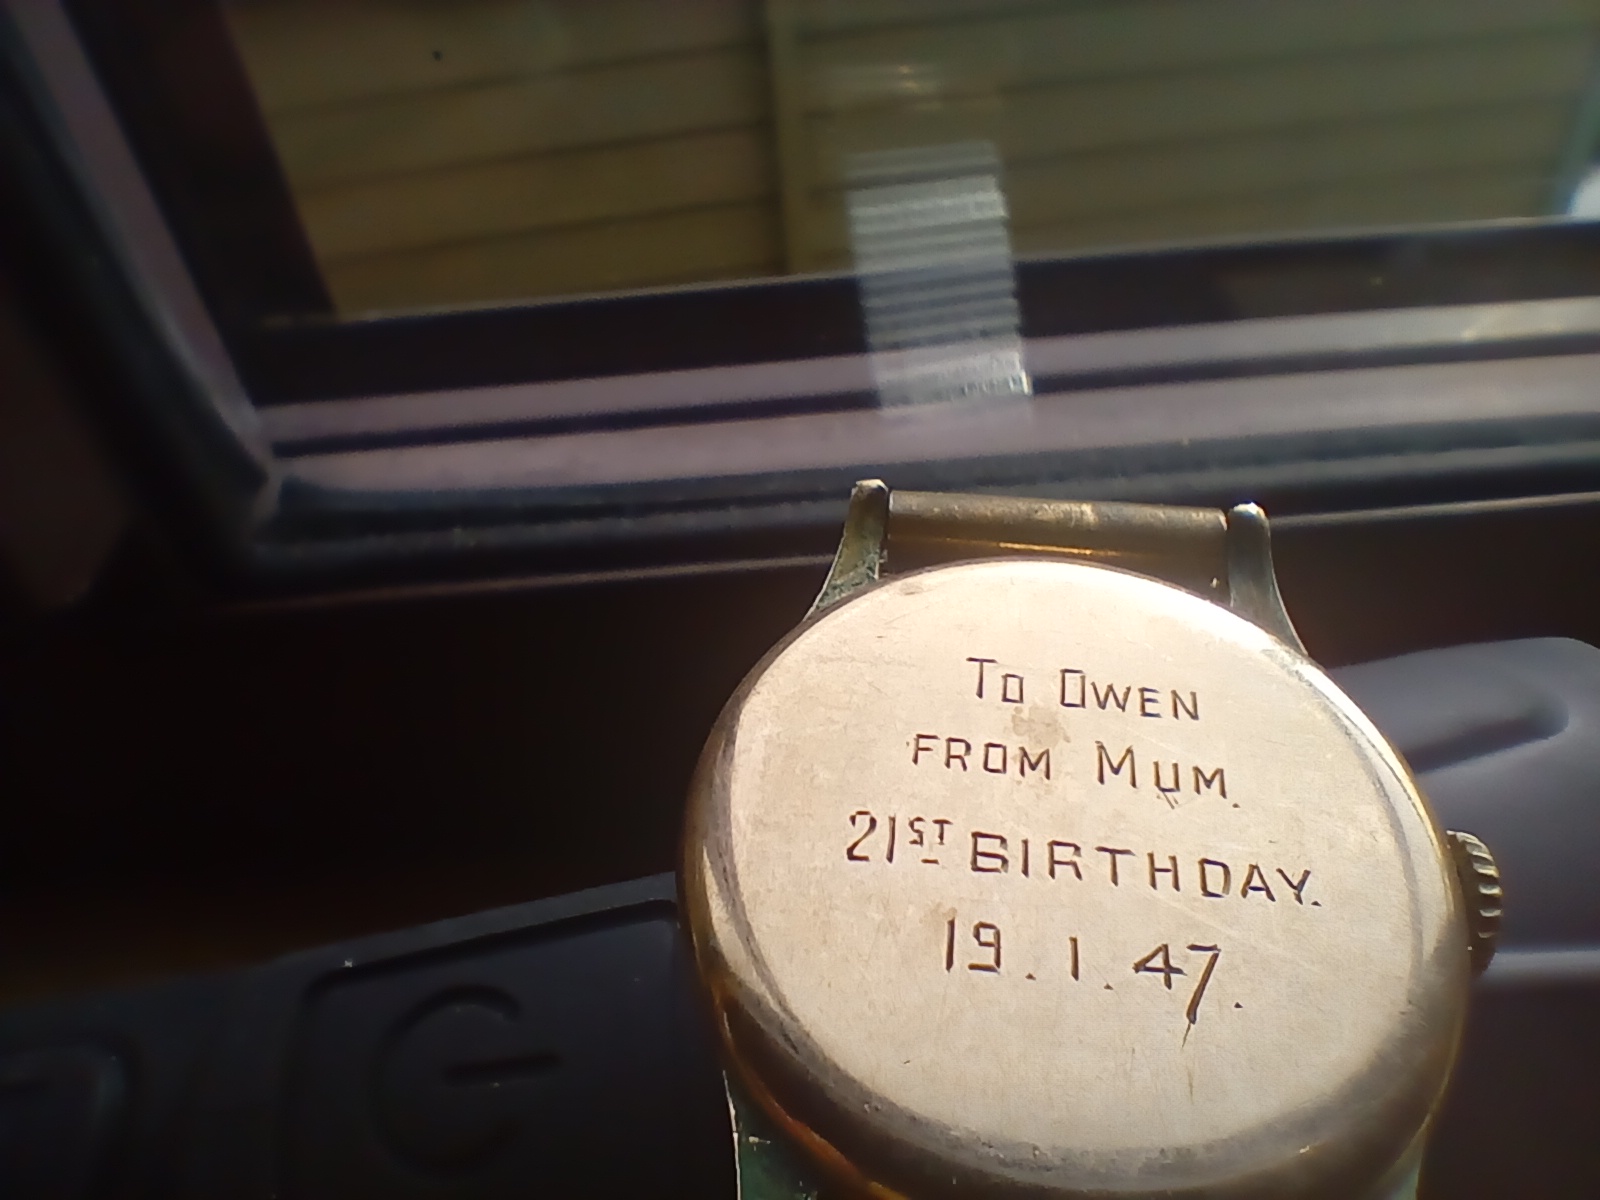 To OWEN
FROM MUM.
21ST BIRTHDAY.
19.1.47.